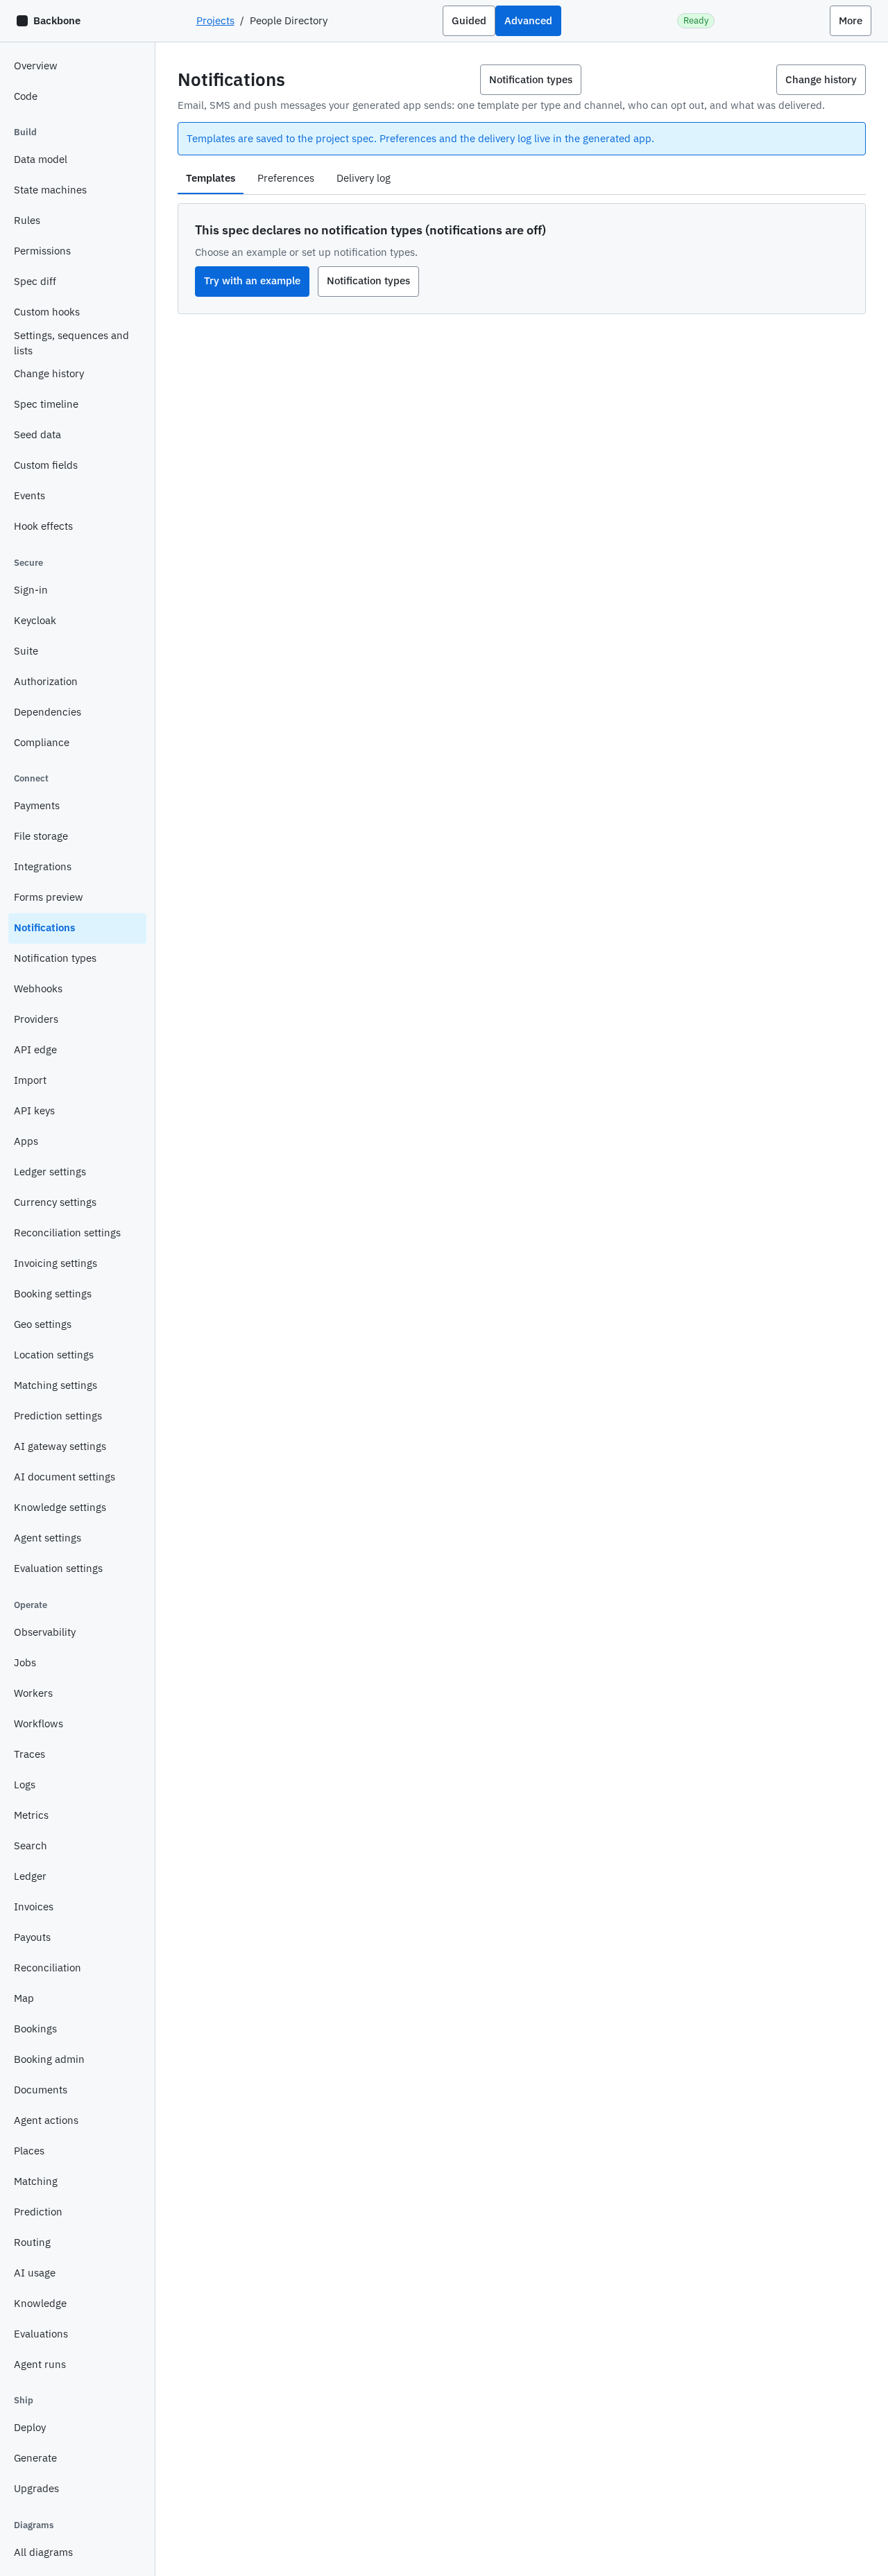 Backbone
Projects / People Directory
Guided
Advanced
Ready
More
Overview
Code
Build
Data model
State machines
Rules
Permissions
Spec diff
Custom hooks
Settings, sequences and
lists
Change history
Spec timeline
Seed data
Custom fields
Events
Hook effects
Secure
Sign-in
Keycloak
Suite
Authorization
Dependencies
Compliance
Connect
Payments
File storage
Integrations
Forms preview
Notifications
Notification types
Webhooks
Providers
API edge
Import
API keys
Apps
Ledger settings
Currency settings
Reconciliation settings
Invoicing settings
Booking settings
Geo settings
Location settings
Matching settings
Prediction settings
AI gateway settings
AI document settings
Knowledge settings
Agent settings
Evaluation settings
Operate
Observability
Jobs
Workers
Workflows
Traces
Logs
Metrics
Search
Ledger
Invoices
Payouts
Reconciliation
Map
Bookings
Booking admin
Documents
Agent actions
Places
Matching
Prediction
Routing
AI usage
Knowledge
Evaluations
Agent runs
Ship
Deploy
Generate
Upgrades
Diagrams
All diagrams
Notifications
Notification types
Change history
Email, SMS and push messages your generated app sends: one template per type and channel, who can opt out, and what was delivered.
Templates are saved to the project spec. Preferences and the delivery log live in the generated app.
Templates
Preferences
Delivery log
This spec declares no notification types (notifications are off)
Choose an example or set up notification types.
Try with an example
Notification types